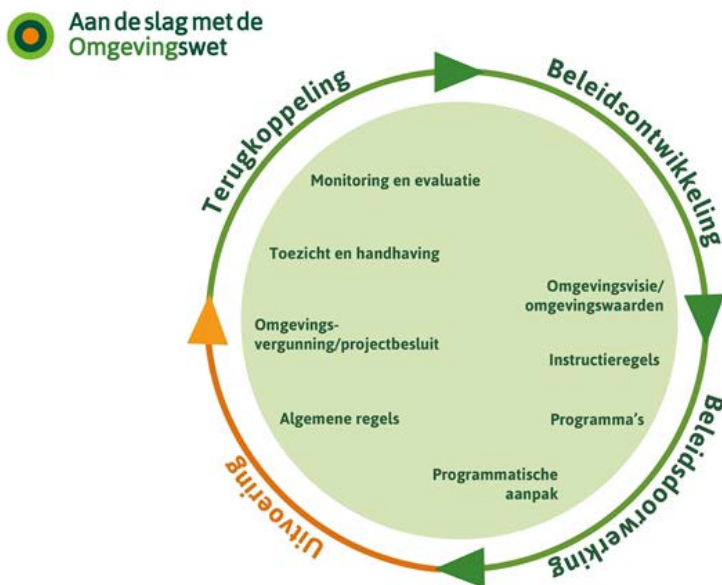 Aan de slag met de
Omgevingswet
Terugkoppeling
Beleidsontwikkeling
Monitoring en evaluatie
Toezicht en handhaving
Omgevingsvisie/
omgevingswaarden
Omgevings-
vergunning/projectbesluit
Instructieregels
Algemene regels
Programma's
Programmatische
aanpak
Uitvoering
Beleidsdoorwerking